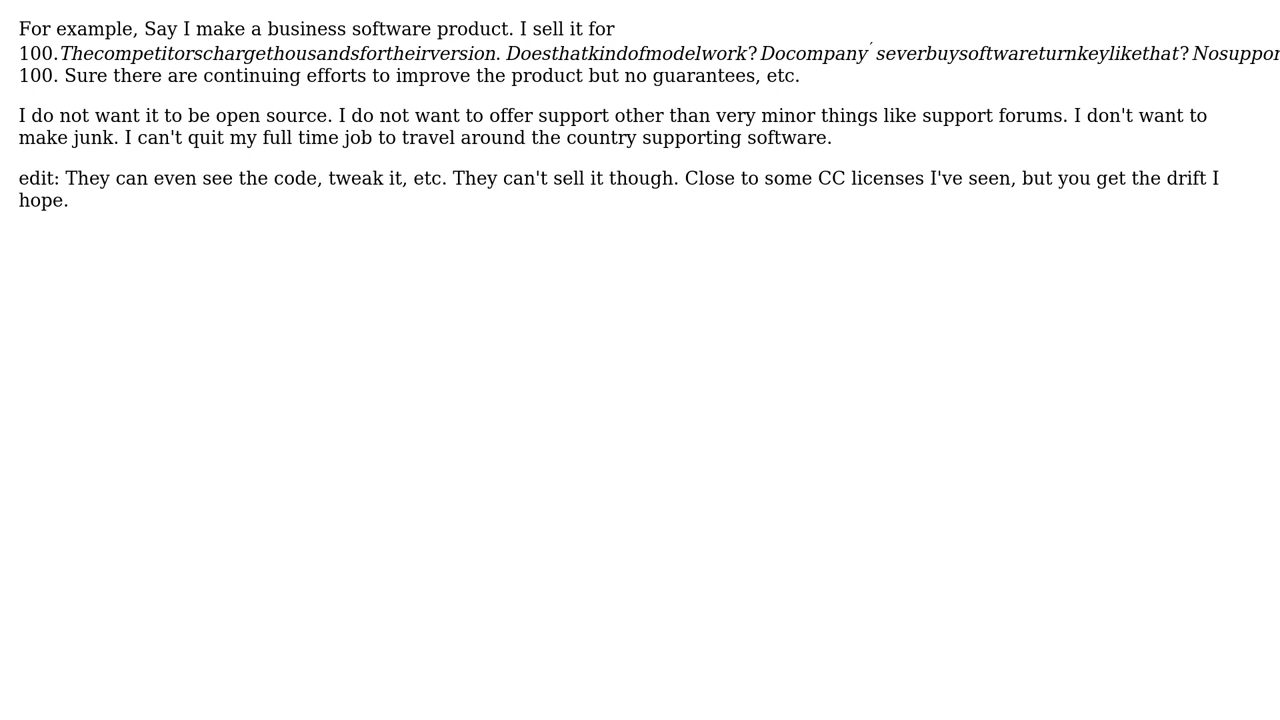 For example, Say I make a business software product. I sell it for
100.Thecompetitorschargethousandsfortheirversion. Doesthatkindofmodelwork? Docompany′severbuysoftwareturnkeylikethat? Nosuppor
100. Sure there are continuing efforts to improve the product but no guarantees, etc.
I do not want it to be open source. I do not want to offer support other than very minor things like support forums. I don't want to
make junk. I can't quit my full time job to travel around the country supporting software.
edit: They can even see the code, tweak it, etc. They can't sell it though. Close to some CC licenses I've seen, but you get the drift I
hope.